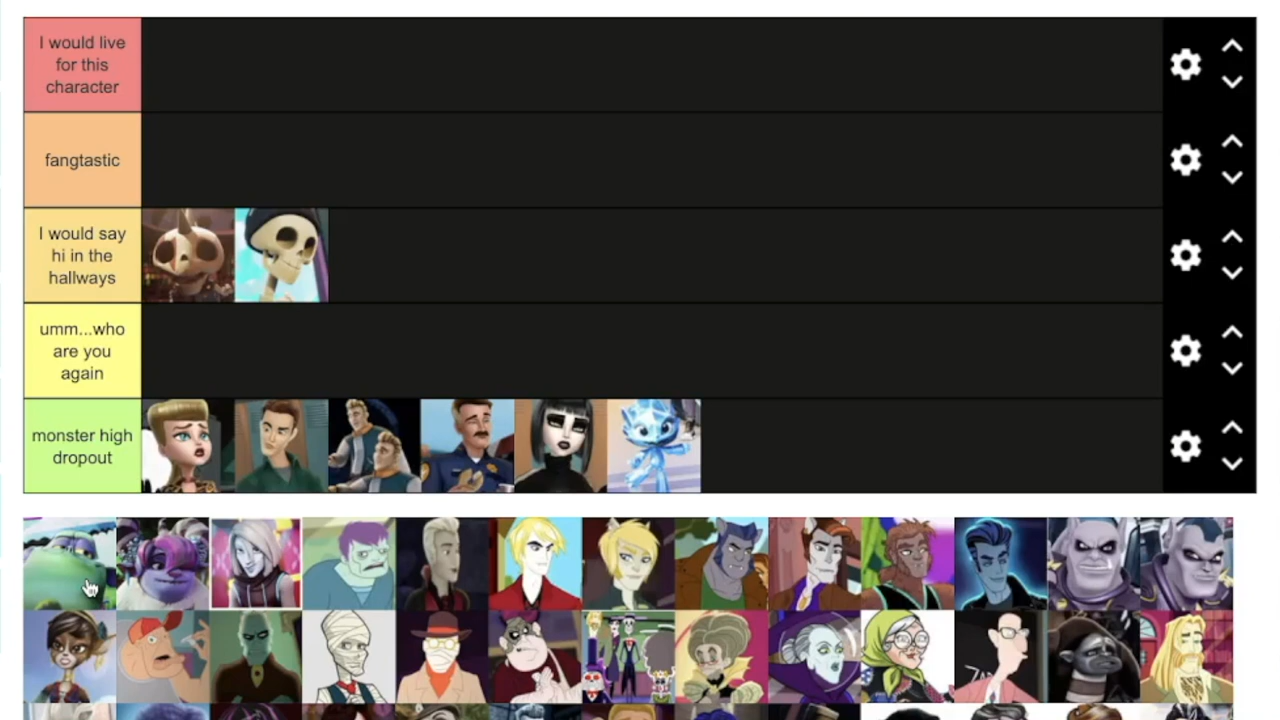 I would live
for this
character
fangtastic
I would say
hi in the
hallways
umm...who
are you
again
monster high
dropout